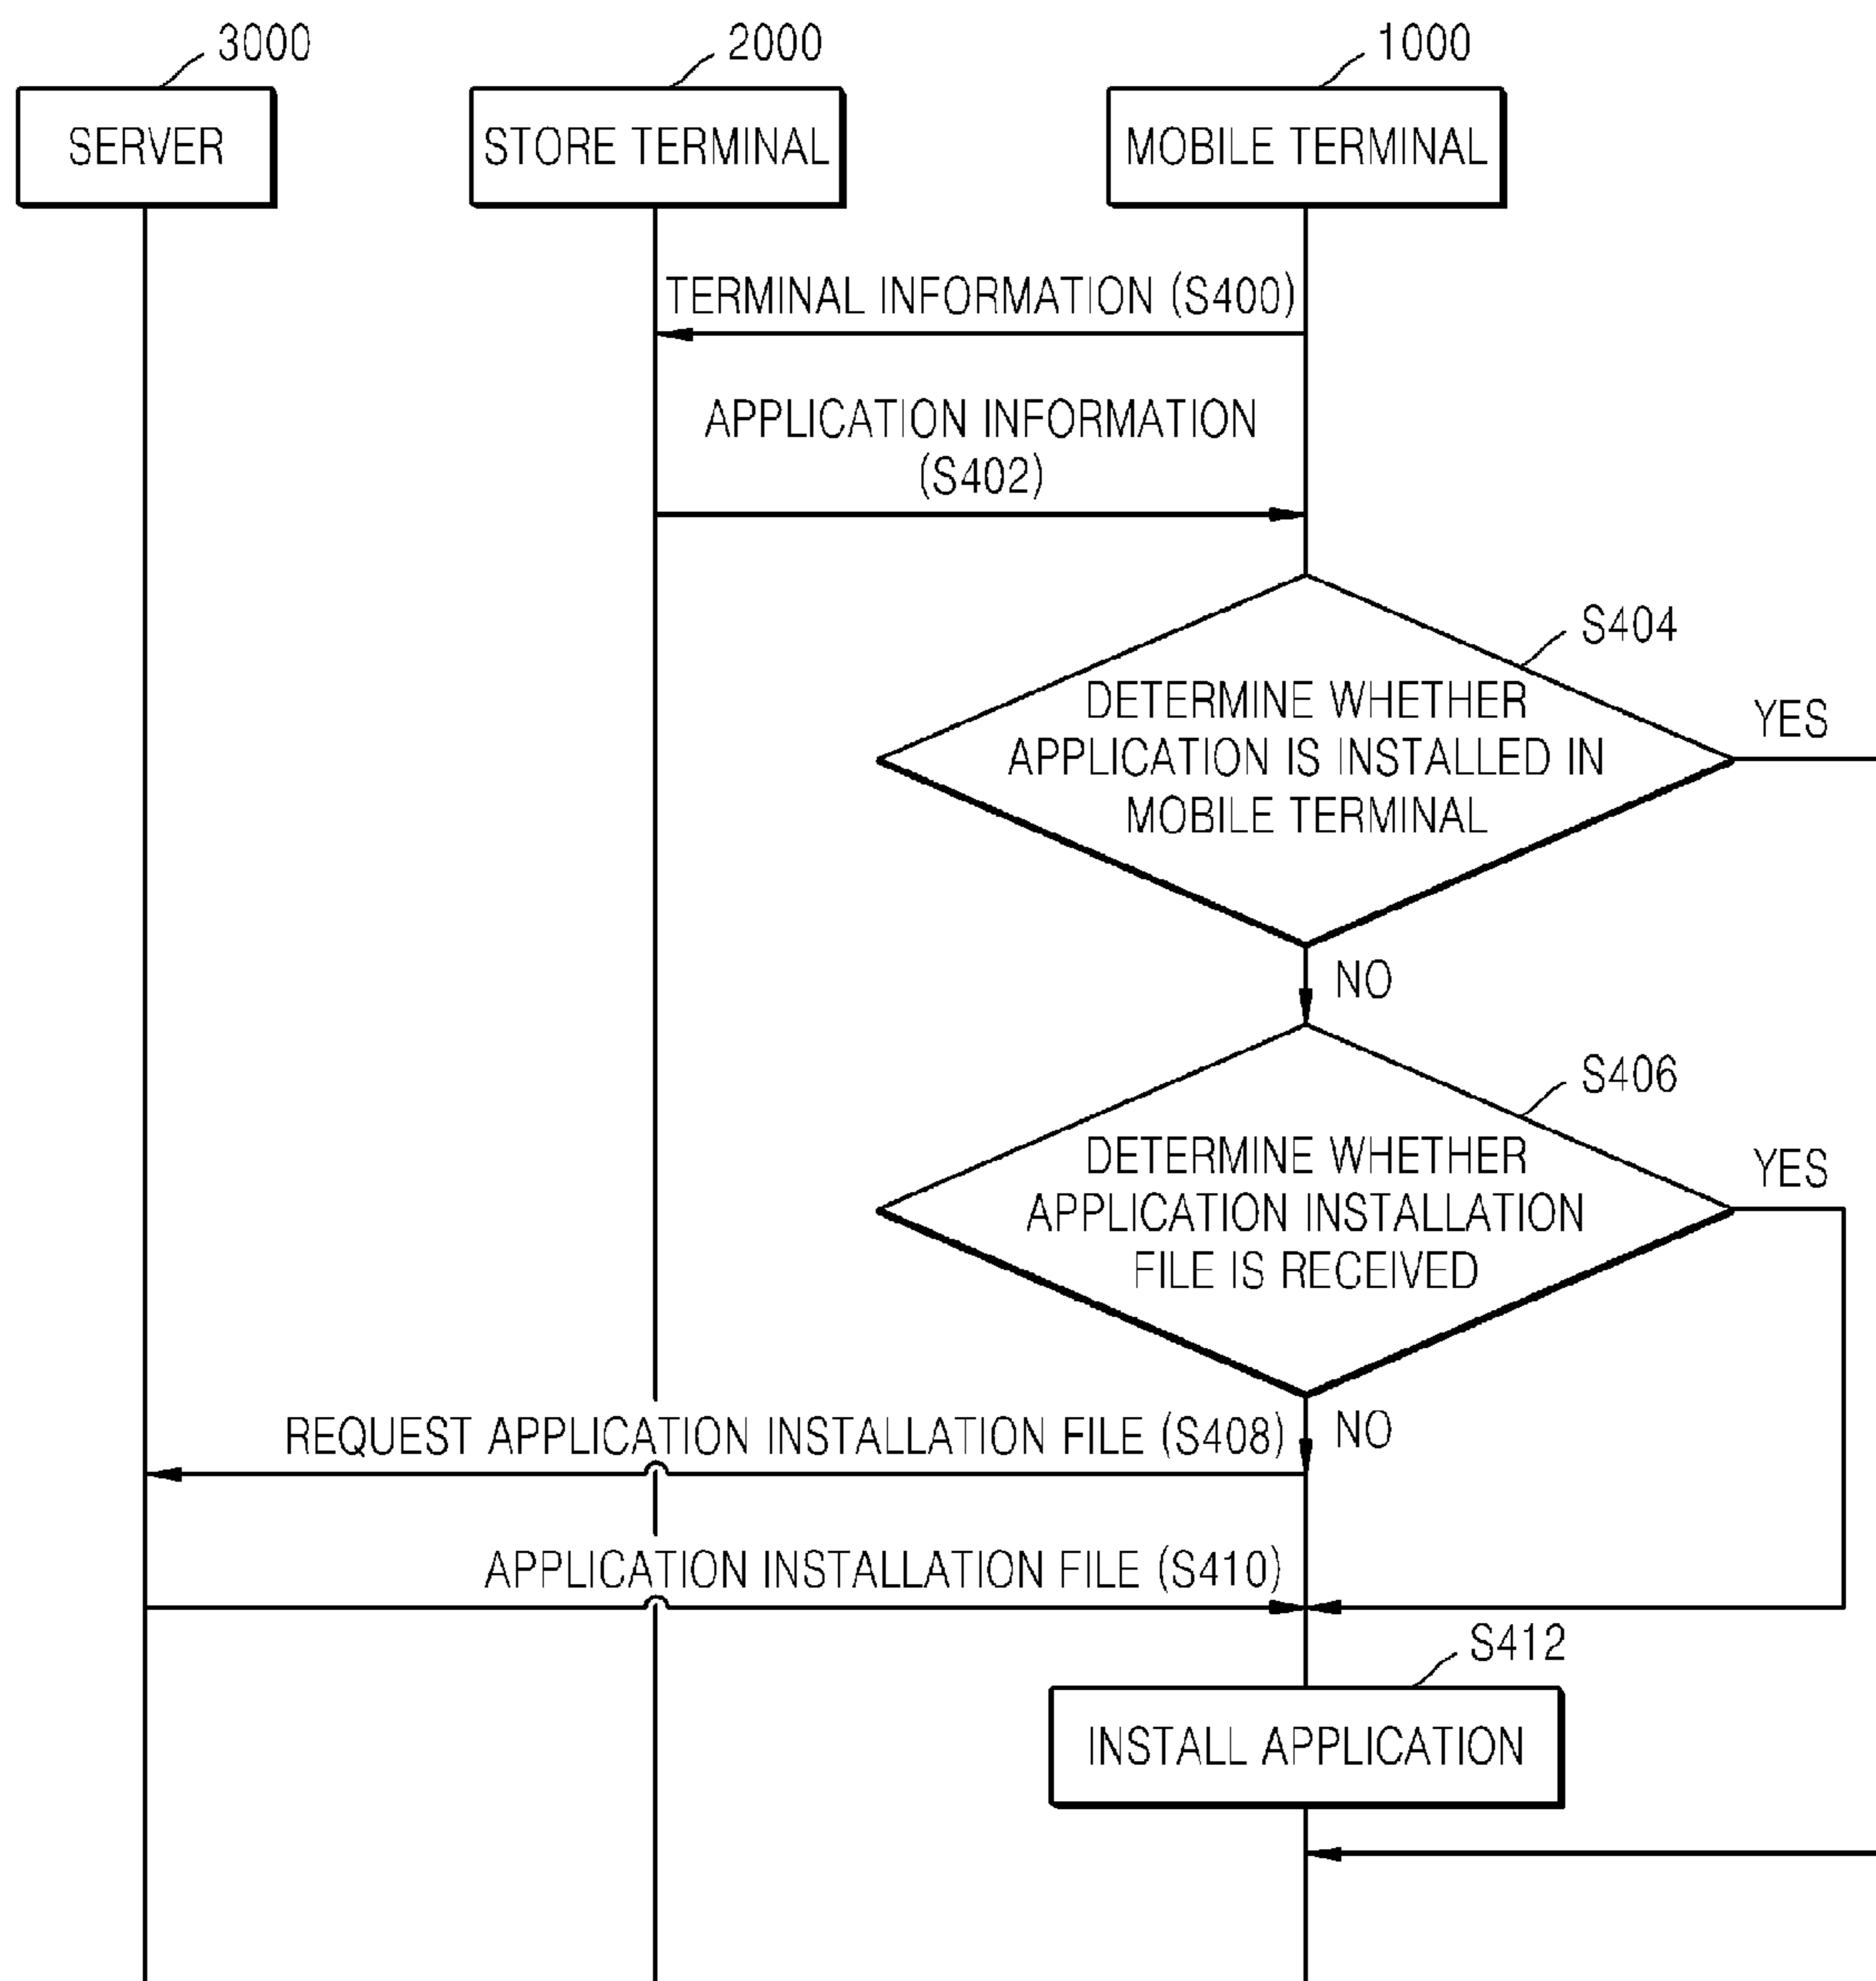 3000
2000
1000
SERVER
STORE TERMINAL
MOBILE TERMINAL
TERMINAL INFORMATION (S400)
APPLICATION INFORMATION
(S402)
S404
DETERMINE WHETHER
APPLICATION IS INSTALLED IN
MOBILE TERMINAL
YES
NO
S406
DETERMINE WHETHER
APPLICATION INSTALLATION
FILE IS RECEIVED
YES
REQUEST APPLICATION INSTALLATION FILE (S408)
NO
APPLICATION INSTALLATION FILE (S410)
S412
INSTALL APPLICATION